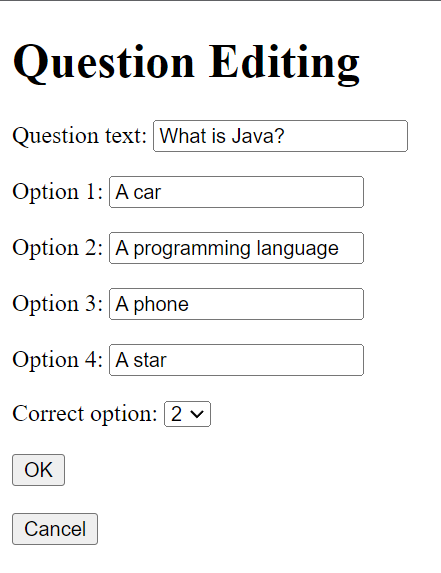 Question Editing
Question text: What is Java?
Option 1: A car
Option 2: A programming language
Option 3: A phone
Option 4: A star
Correct option: 2
OK
Cancel